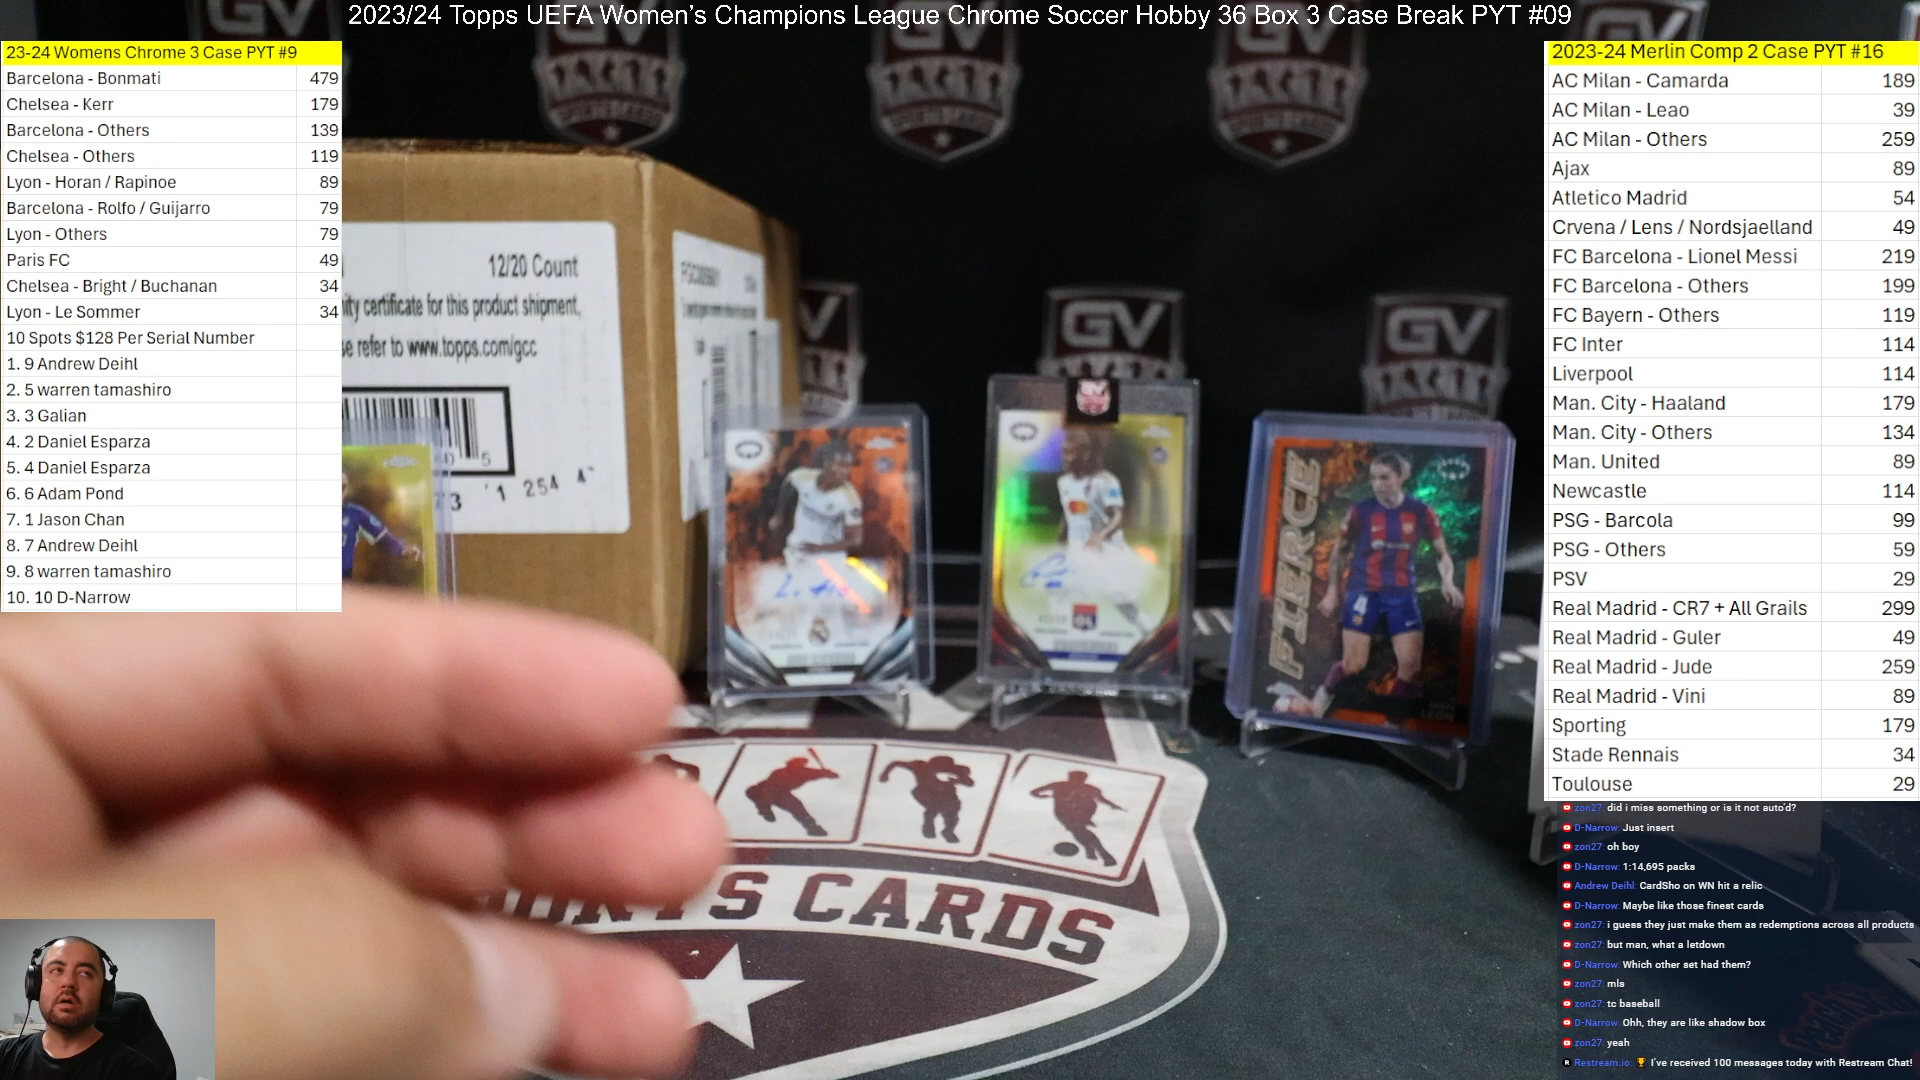 2023/24 Topps UEFA Women’s Champions League Chrome Soccer Hobby 36 Box 3 Case Break PYT #09
23-24 Womens Chrome 3 Case PYT #9
Barcelona - Bonmati 479
Chelsea - Kerr 179
Barcelona - Others 139
Chelsea - Others 119
Lyon - Horan / Rapinoe 89
Barcelona - Rolfo / Guijarro 79
Lyon - Others 79
Paris FC 49
Chelsea - Bright / Buchanan 34
Lyon - Le Sommer 34
10 Spots $128 Per Serial Number
1. 9 Andrew Deihl
2. 5 warren tamashiro
3. 3 Galian
4. 2 Daniel Esparza
5. 4 Daniel Esparza
6. 6 Adam Pond
7. 1 Jason Chan
8. 7 Andrew Deihl
9. 8 warren tamashiro
10. 10 D-Narrow
12/20 Count
certificate for this product shipment,
refer to www.topps.com/gcc
GV
GV
GV
FIERCE
4
SPORTS CARDS
2023-24 Merlin Comp 2 Case PYT #16
AC Milan - Camarda 189
AC Milan - Leao 39
AC Milan - Others 259
Ajax 89
Atletico Madrid 54
Crvena / Lens / Nordsjaelland 49
FC Barcelona - Lionel Messi 219
FC Barcelona - Others 199
FC Bayern - Others 119
FC Inter 114
Liverpool 114
Man. City - Haaland 179
Man. City - Others 134
Man. United 89
Newcastle 114
PSG - Barcola 99
PSG - Others 59
PSV 29
Real Madrid - CR7 + All Grails 299
Real Madrid - Guler 49
Real Madrid - Jude 259
Real Madrid - Vini 89
Sporting 179
Stade Rennais 34
Toulouse 29
zon27: did i miss something or is it not auto'd?
D-Narrow: Just insert
zon27: oh boy
D-Narrow: 1:14,695 packs
Andrew Deihl: CardSho on WN hit a relic
D-Narrow: Maybe like those finest cards
zon27: i guess they just make them as redemptions across all products
zon27: but man, what a letdown
D-Narrow: Which other set had them?
zon27: mls
zon27: tc baseball
D-Narrow: Ohh, they are like shadow box
zon27: yeah
Restream.io: 🏆 I've received 100 messages today with Restream Chat!